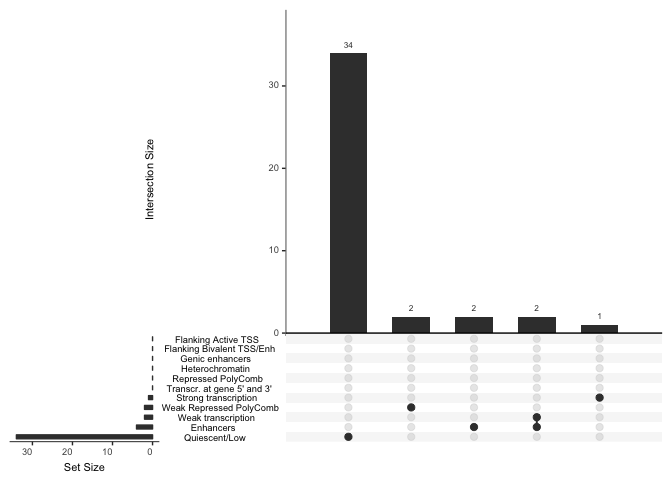 34
30
20
10
0
2
2
2
1
Intersection Size
Flanking Active TSS
Flanking Bivalent TSS/Enh
Genic enhancers
Heterochromatin
Repressed PolyComb
Transcr. at gene 5' and 3'
Strong transcription
Weak Repressed PolyComb
Weak transcription
Enhancers
Quiescent/Low
30 20 10 0
Set Size